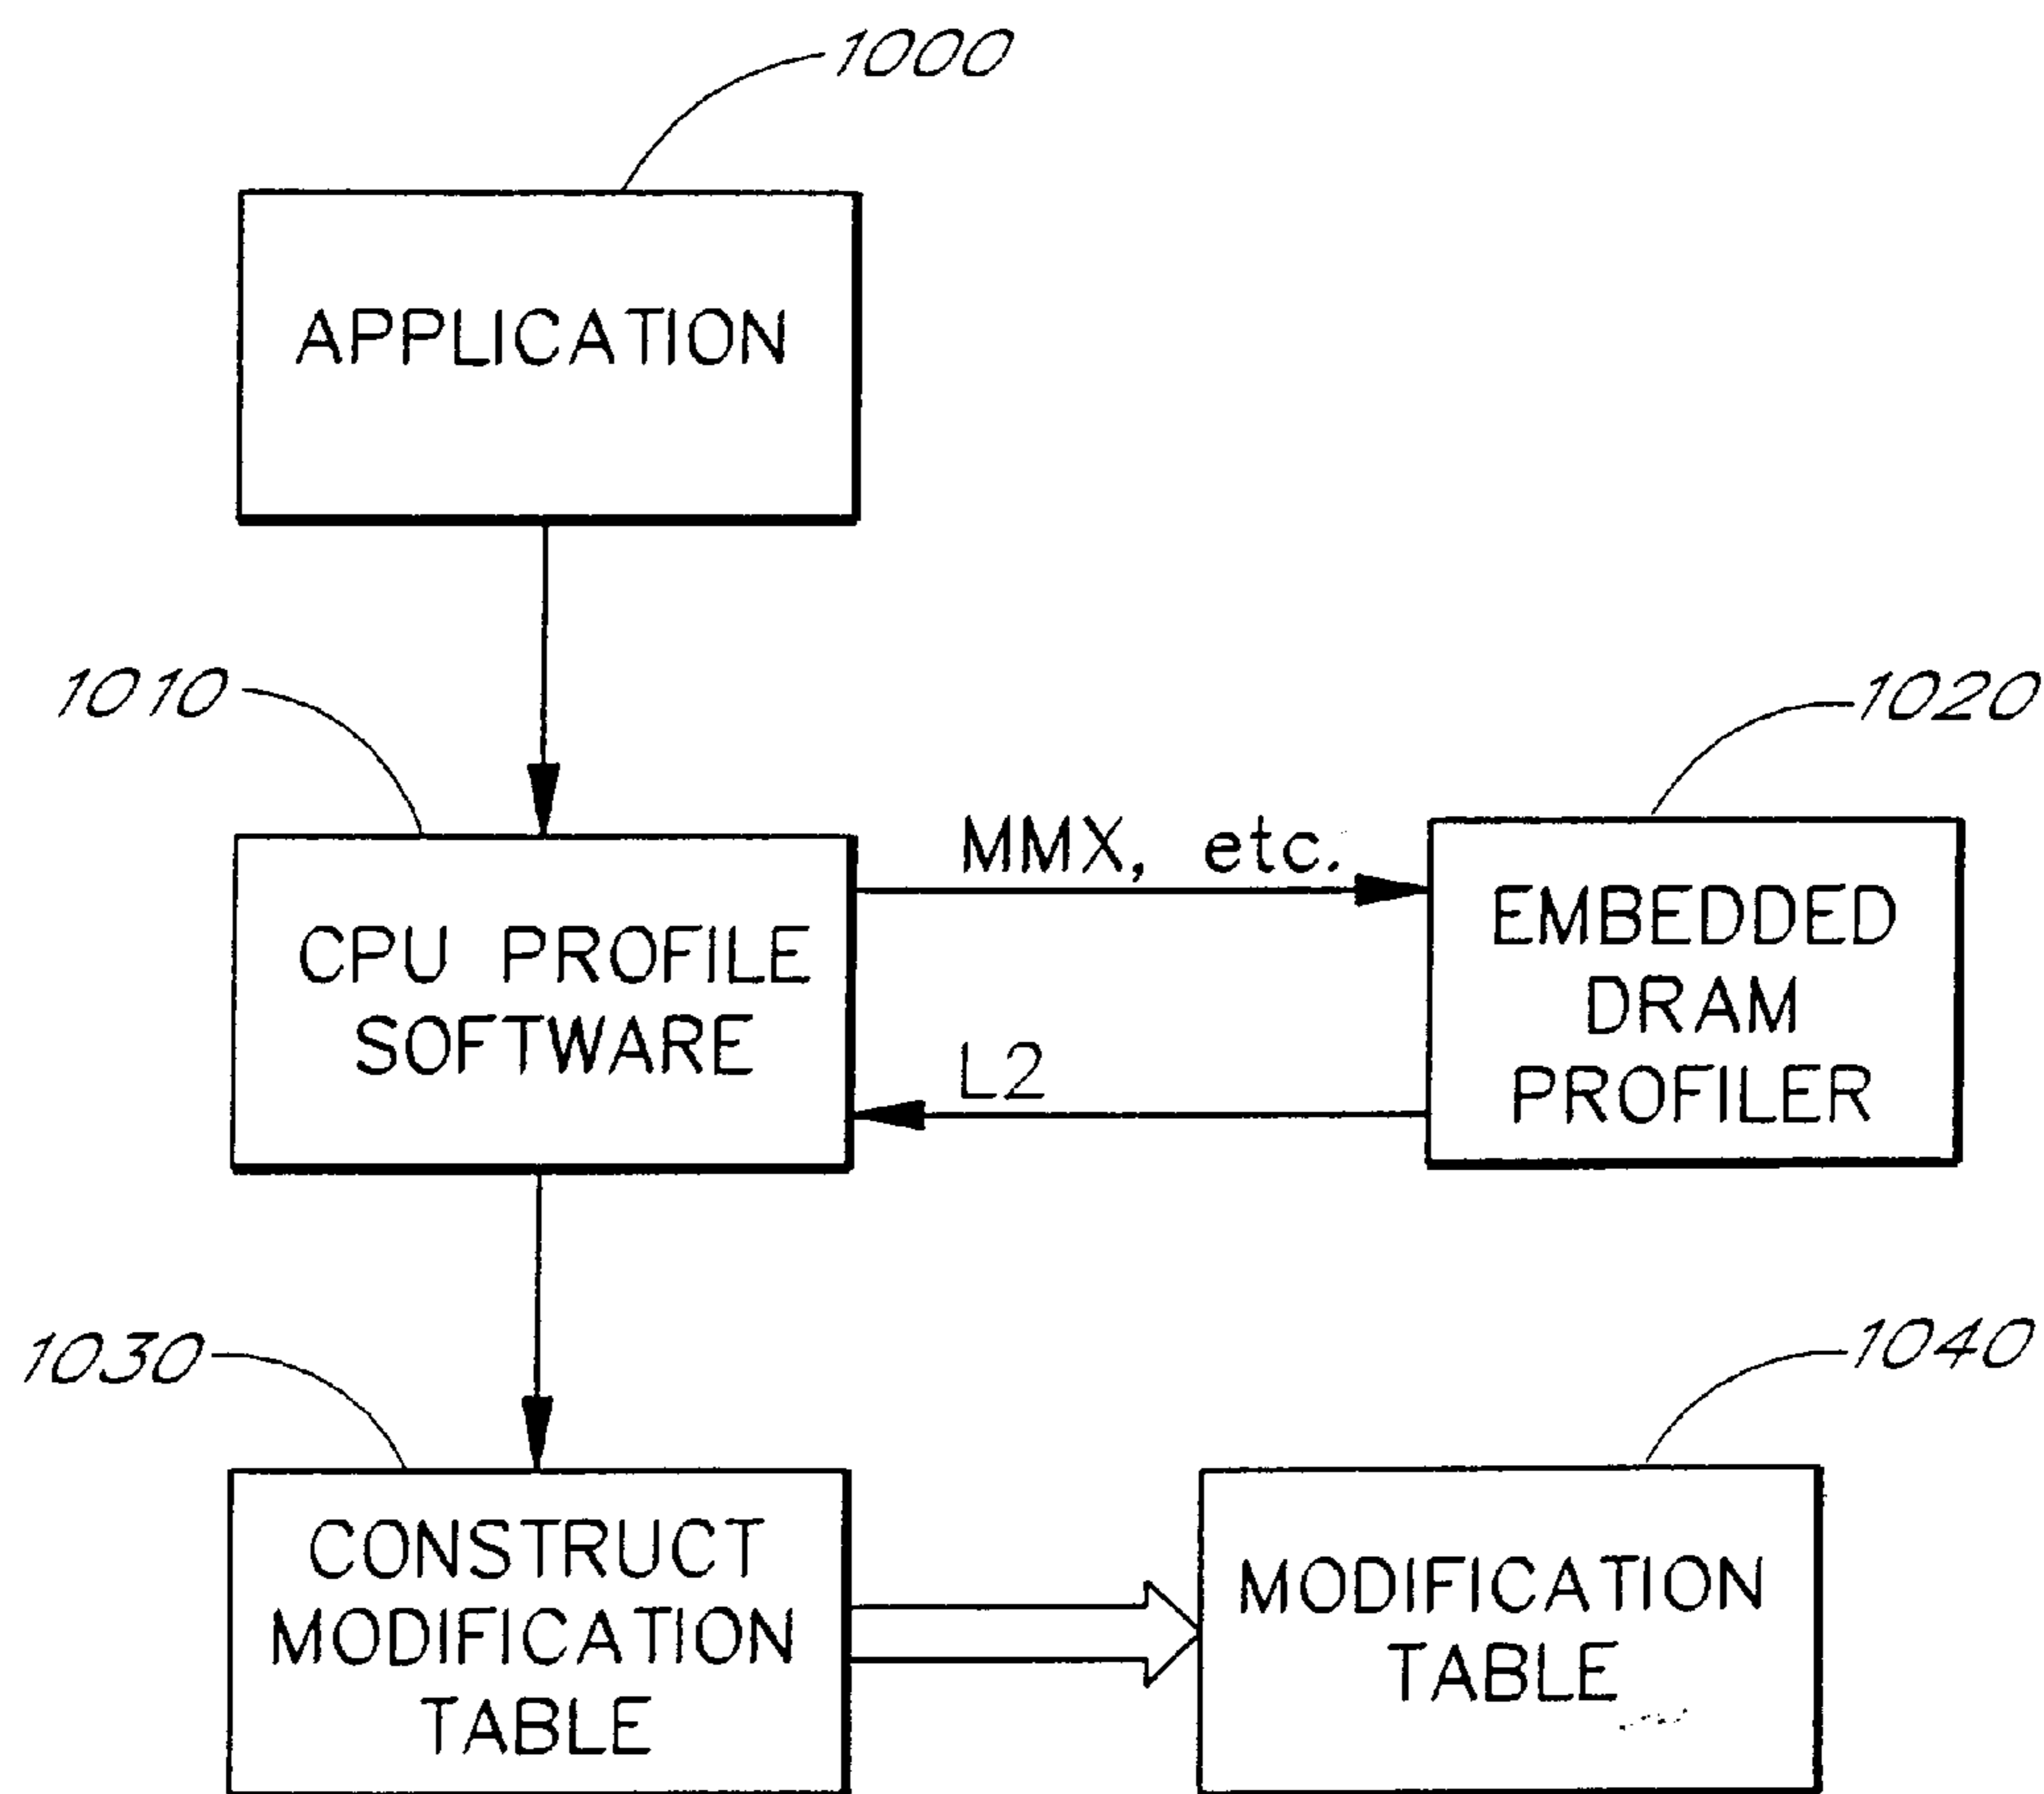 1000
APPLICATION
1010
1020
MMX, etc.
CPU PROFILE
SOFTWARE
L2
EMBEDDED
DRAM
PROFILER
1030
1040
CONSTRUCT
MODIFICATION
TABLE
MODIFICATION
TABLE